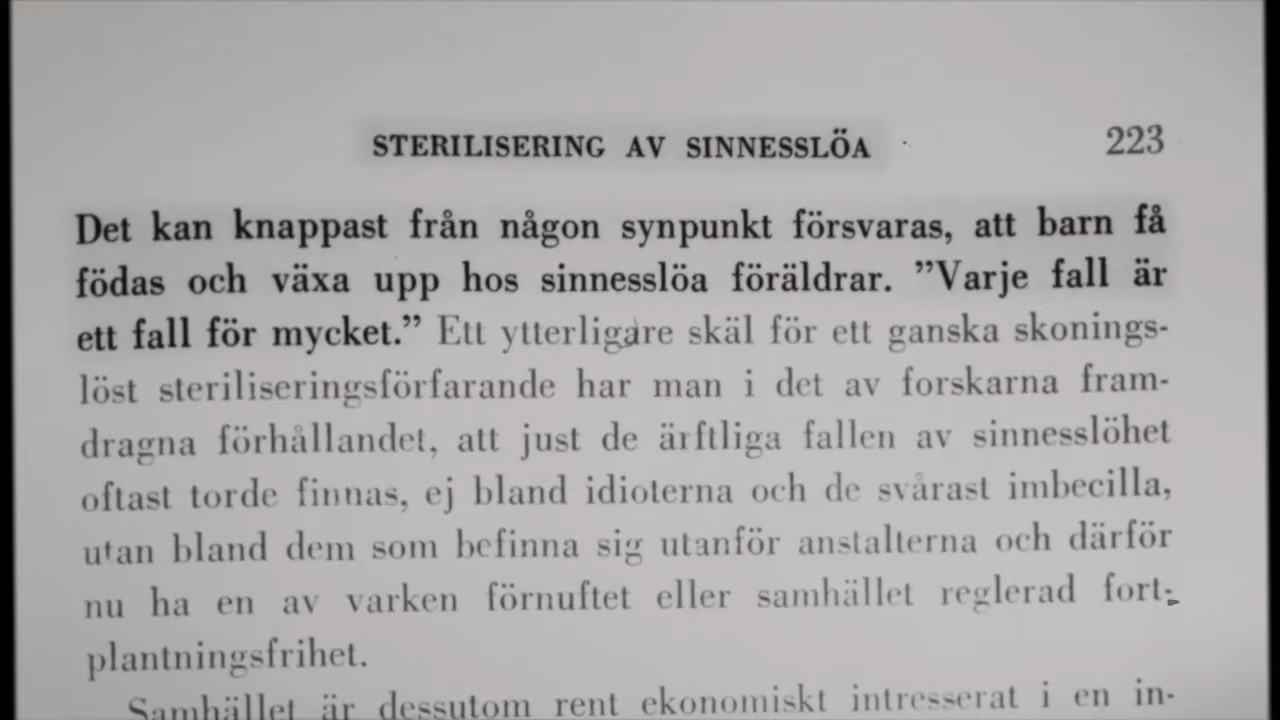 STERILISERING AV SINNESSLÖA 223
Det kan knappast från någon synpunkt försvaras, att barn få
födas och växa upp hos sinnesslöa föräldrar. ”Varje fall är
ett fall för mycket.” Ett ytterligare skäl för ett ganska skonings-
löst steriliseringsförfarande har man i det av forskarna fram-
dragna förhållandet, att just de ärftliga fallen av sinnesslöhet
oftast torde finnas, ej bland idioterna och de svårast imbecilla,
utan bland dem som befinna sig utanför anstalterna och därför
nu ha en av varken förnuftet eller samhället reglerad fort-
plantningsfrihet.
Samhället är dessutom rent ekonomiskt intresserat i en in-